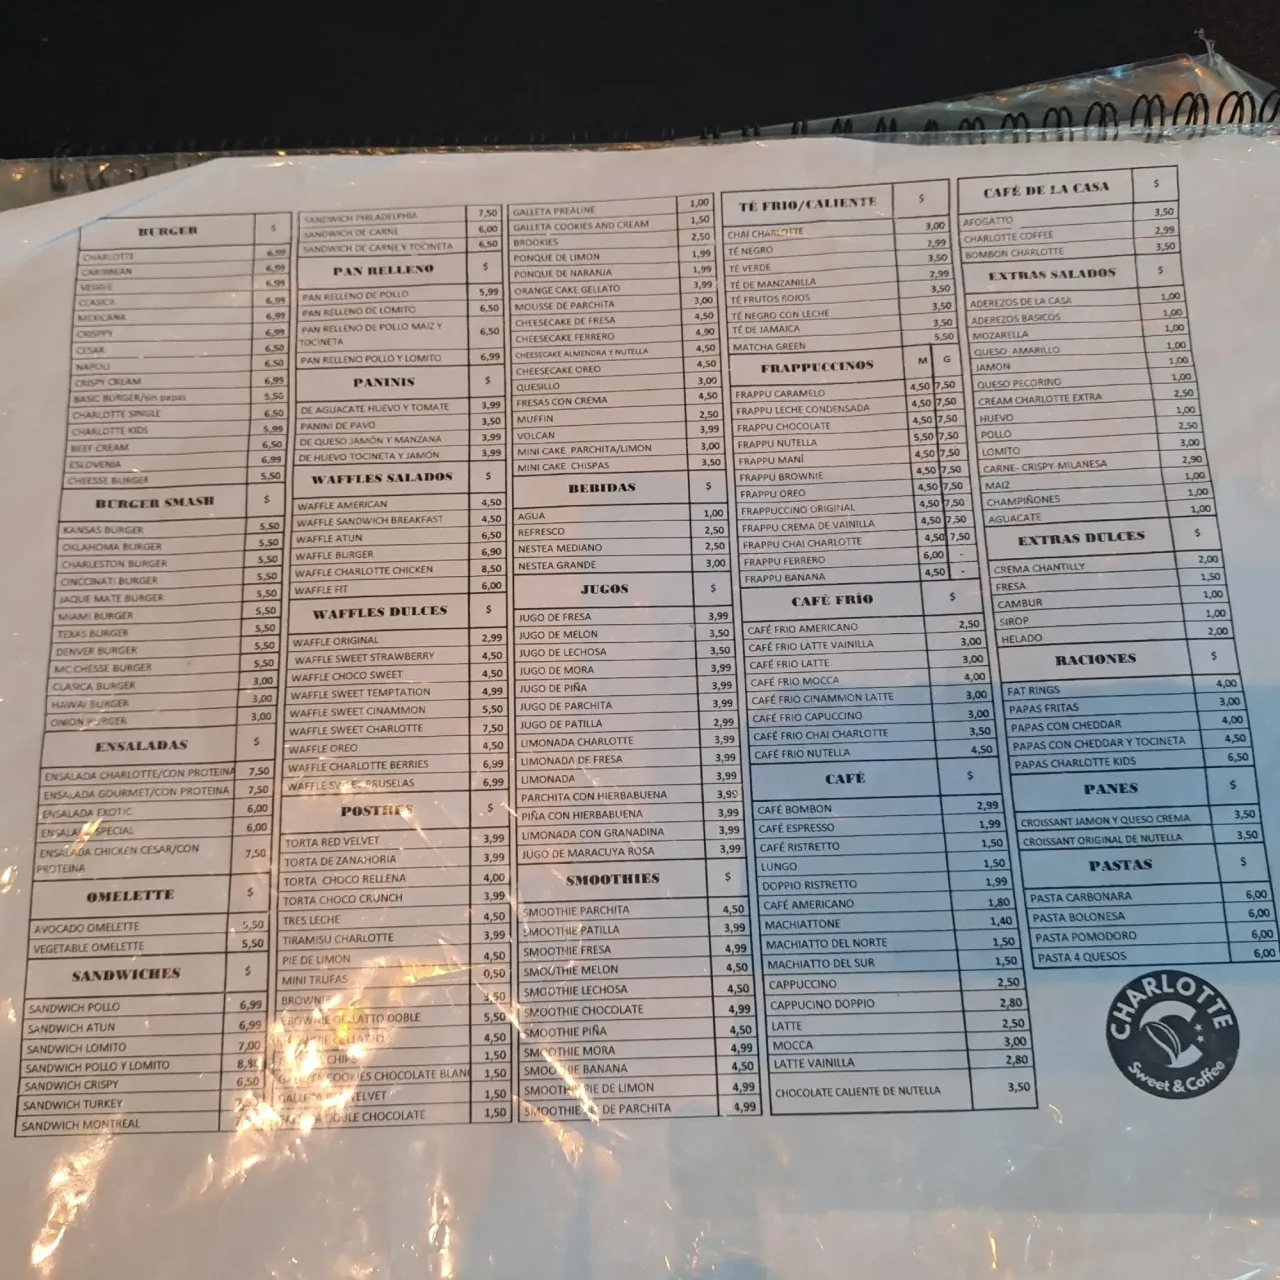 BURGER $
CHARLOTTE 6,99
CARIBBEAN 6,99
VEGGIE 6,99
CLASICA 6,99
MEXICANA 6,99
CRISPPY 6,99
CESAR 6,50
NAPOLI 6,50
CRISPY CREAM 6,99
BASIC BURGER/sin papas 5,50
CHARLOTTE SINGLE 6,50
CHARLOTTE KIDS 5,99
BEEF CREAM 6,50
ESLOVENIA 6,99
CHEESSE BURGER 5,50
BURGER SMASH $
KANSAS BURGER 5,50
OKLAHOMA BURGER 5,50
CHARLESTON BURGER 5,50
CINCCINATI BURGER 5,50
JAQUE MATE BURGER 5,50
MIAMI BURGER 5,50
TEXAS BURGER 5,50
DENVER BURGER 5,50
MC CHESSE BURGER 5,50
CLASICA BURGER 3,00
HAWAI BURGER 3,00
ONION BURGER 3,00
ENSALADAS $
ENSALADA CHARLOTTE/CON PROTEINA 7,50
ENSALADA GOURMET/CON PROTEINA 7,50
ENSALADA EXOTIC 6,00
ENSALADA SPECIAL 6,00
ENSALADA CHICKEN CESAR/CON
PROTEINA 7,50
OMELETTE $
AVOCADO OMELETTE 5,50
VEGETABLE OMELETTE 5,50
SANDWICHES $
SANDWICH POLLO 6,99
SANDWICH ATUN 6,99
SANDWICH LOMITO 7,00
SANDWICH POLLO Y LOMITO
SANDWICH CRISPY 6,50
SANDWICH TURKEY
SANDWICH MONTREAL
SANDWICH PHILADELPHIA 7,50
SANDWICH DE CARNE 6,00
SANDWICH DE CARNE Y TOCINETA 6,50
PAN RELLENO $
PAN RELLENO DE POLLO 5,99
PAN RELLENO DE LOMITO 6,50
PAN RELLENO DE POLLO MAIZ Y
TOCINETA 6,50
PAN RELLENO POLLO Y LOMITO 6,99
PANINIS $
DE AGUACATE HUEVO Y TOMATE 3,99
PANINI DE PAVO 3,50
DE QUESO JAMÓN Y MANZANA 3,99
DE HUEVO TOCINETA Y JAMÓN 3,99
WAFFLES SALADOS $
WAFFLE AMERICAN 4,50
WAFFLE SANDWICH BREAKFAST 4,50
WAFFLE ATUN 6,50
WAFFLE BURGER 6,90
WAFFLE CHARLOTTE CHICKEN 8,50
WAFFLE FIT 6,00
WAFFLES DULCES $
WAFFLE ORIGINAL 2,99
WAFFLE SWEET STRAWBERRY 4,50
WAFFLE CHOCO SWEET 4,50
WAFFLE SWEET TEMPTATION 4,99
WAFFLE SWEET CINAMMON 5,50
WAFFLE SWEET CHARLOTTE 7,50
WAFFLE OREO 4,50
WAFFLE CHARLOTTE BERRIES 6,99
WAFFLE SWEET BRUSELAS 6,99
POSTRES $
TORTA RED VELVET 3,99
TORTA DE ZANAHORIA 3,99
TORTA CHOCO RELLENA 4,00
TORTA CHOCO CRUNCH 3,99
TRES LECHE 4,50
TIRAMISU CHARLOTTE 3,99
PIE DE LIMON 4,50
MINI TRUFAS 0,50
BROWNIE 3,50
BROWNIE GELLATTO DOBLE 5,50
4,50
CHIPS 1,50
GALLETA COOKIES CHOCOLATE BLANC 1,50
GALLETA VELVET 1,50
DOUBLE CHOCOLATE 1,50
GALLETA PREALINE 1,00
GALLETA COOKIES AND CREAM 1,50
BROOKIES 2,50
PONQUE DE LIMON 1,99
PONQUE DE NARANJA 1,99
ORANGE CAKE GELLATO 3,99
MOUSSE DE PARCHITA 3,00
CHEESECAKE DE FRESA 4,50
CHEESECAKE FERRERO 4,90
CHEESECAKE ALMENDRA Y NUTELLA 4,50
CHEESECAKE OREO 4,50
QUESILLO 3,00
FRESAS CON CREMA 4,50
MUFFIN 2,50
VOLCAN 3,99
MINI CAKE PARCHITA/LIMON 3,00
MINI CAKE CHISPAS 3,50
BEBIDAS $
AGUA 1,00
REFRESCO 2,50
NESTEA MEDIANO 2,50
NESTEA GRANDE 3,00
JUGOS $
JUGO DE FRESA 3,99
JUGO DE MELON 3,50
JUGO DE LECHOSA 3,50
JUGO DE MORA 3,99
JUGO DE PIÑA 3,99
JUGO DE PARCHITA 3,99
JUGO DE PATILLA 2,99
LIMONADA CHARLOTTE 3,99
LIMONADA DE FRESA 3,99
LIMONADA 3,99
PARCHITA CON HIERBABUENA 3,99
PIÑA CON HIERBABUENA 3,99
LIMONADA CON GRANADINA 3,99
JUGO DE MARACUYA ROSA 3,99
SMOOTHIES $
SMOOTHIE PARCHITA 4,50
SMOOTHIE PATILLA 3,99
SMOOTHIE FRESA 4,99
SMOOTHIE MELON 4,50
SMOOTHIE LECHOSA 4,50
SMOOTHIE CHOCOLATE 4,99
SMOOTHIE PIÑA 4,50
SMOOTHIE MORA 4,99
SMOOTHIE BANANA 4,50
SMOOTHIE PIE DE LIMON 4,99
SMOOTHIE DE PARCHITA 4,99
TÉ FRIO/CALIENTE $
CHAI CHARLOTTE 3,00
TÉ NEGRO 2,99
TÉ VERDE 3,50
TÉ DE MANZANILLA 2,99
TÉ FRUTOS ROJOS 3,50
TÉ NEGRO CON LECHE 3,50
TÉ DE JAMAICA 3,50
MATCHA GREEN 5,50
FRAPPUCCINOS M G
FRAPPU CARAMELO 4,50 7,50
FRAPPU LECHE CONDENSADA 4,50 7,50
FRAPPU CHOCOLATE 4,50 7,50
FRAPPU NUTELLA 5,50 7,50
FRAPPU MANÍ 4,50 7,50
FRAPPU BROWNIE 4,50 7,50
FRAPPU OREO 4,50 7,50
FRAPPUCCINO ORIGINAL 4,50 7,50
FRAPPU CREMA DE VAINILLA 4,50 7,50
FRAPPU CHAI CHARLOTTE 4,50 7,50
FRAPPU FERRERO 6,00 -
FRAPPU BANANA 4,50 -
CAFÉ FRÍO $
CAFÉ FRIO AMERICANO 2,50
CAFÉ FRIO LATTE VAINILLA 3,00
CAFÉ FRIO LATTE 3,00
CAFÉ FRIO MOCCA 4,00
CAFÉ FRIO CINAMMON LATTE 3,00
CAFÉ FRIO CAPUCCINO 3,00
CAFÉ FRIO CHAI CHARLOTTE 3,50
CAFÉ FRIO NUTELLA 4,50
CAFÉ $
CAFÉ BOMBON 2,99
CAFÉ ESPRESSO 1,99
CAFÉ RISTRETTO 1,50
LUNGO 1,50
DOPPIO RISTRETTO 1,99
CAFÉ AMERICANO 1,80
MACHIATTONE 1,40
MACHIATTO DEL NORTE 1,50
MACHIATTO DEL SUR 1,50
CAPPUCCINO 2,50
CAPPUCINO DOPPIO 2,80
LATTE 2,50
MOCCA 3,00
LATTE VAINILLA 2,80
CHOCOLATE CALIENTE DE NUTELLA 3,50
CAFÉ DE LA CASA $
AFOGATTO 3,50
CHARLOTTE COFFEE 2,99
BOMBON CHARLOTTE 3,50
EXTRAS SALADOS $
ADEREZOS DE LA CASA 1,00
ADEREZOS BASICOS 1,00
MOZARELLA 1,00
QUESO AMARILLO 1,00
JAMON 1,00
QUESO PECORINO 1,00
CREAM CHARLOTTE EXTRA 2,50
HUEVO 1,00
POLLO 2,50
LOMITO 3,00
CARNE- CRISPY-MILANESA 2,90
MAIZ 1,00
CHAMPIÑONES 1,00
AGUACATE 1,00
EXTRAS DULCES $
CREMA CHANTILLY 2,00
FRESA 1,50
CAMBUR 1,00
SIROP 1,00
HELADO 2,00
RACIONES $
FAT RINGS 4,00
PAPAS FRITAS 3,00
PAPAS CON CHEDDAR 4,00
PAPAS CON CHEDDAR Y TOCINETA 4,50
PAPAS CHARLOTTE KIDS 6,50
PANES $
CROISSANT JAMON Y QUESO CREMA 3,50
CROISSANT ORIGINAL DE NUTELLA 3,50
PASTAS $
PASTA CARBONARA 6,00
PASTA BOLONESA 6,00
PASTA POMODORO 6,00
PASTA 4 QUESOS 6,00
CHARLOTTE
Sweet & Coffee